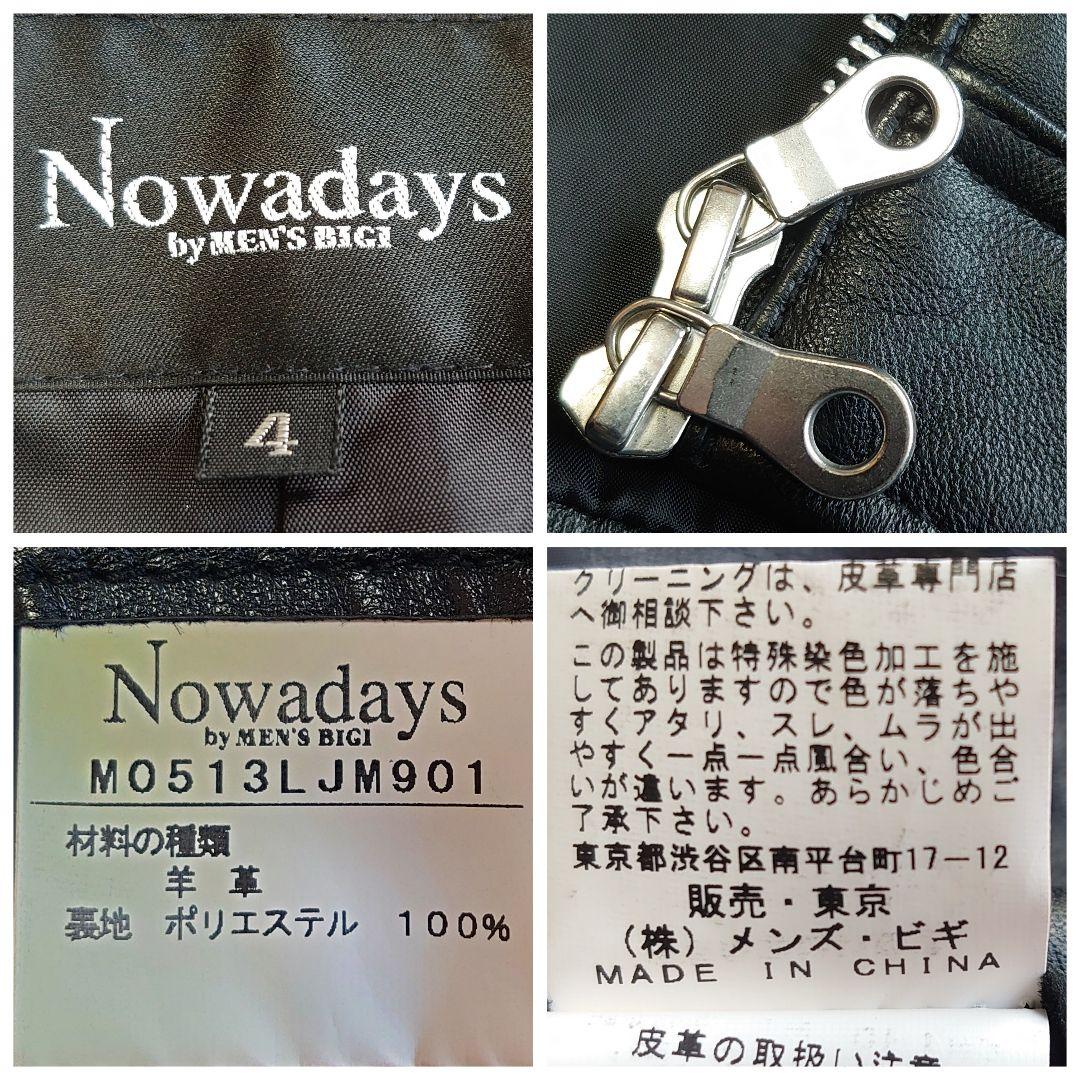 Nowadays
by MEN'S BIGI
4
Nowadays
by MEN'S BIGI
M0513LJM901
材料の種類
羊 革
裏地 ポリエステル 100%
クリーニングは、皮革専門店
へ御相談下さい。
この製品は特殊染色加工を施
してありますので色が落ちや
すくアタリ、スレ、ムラが出
やすく一点一点風合い、色合
いが違います。あらかじめご
了承下さい。
東京都渋谷区南平台町17-12
販売・東京
(株)メンズ・ビギ
MADE IN CHINA
皮革の取扱い注意